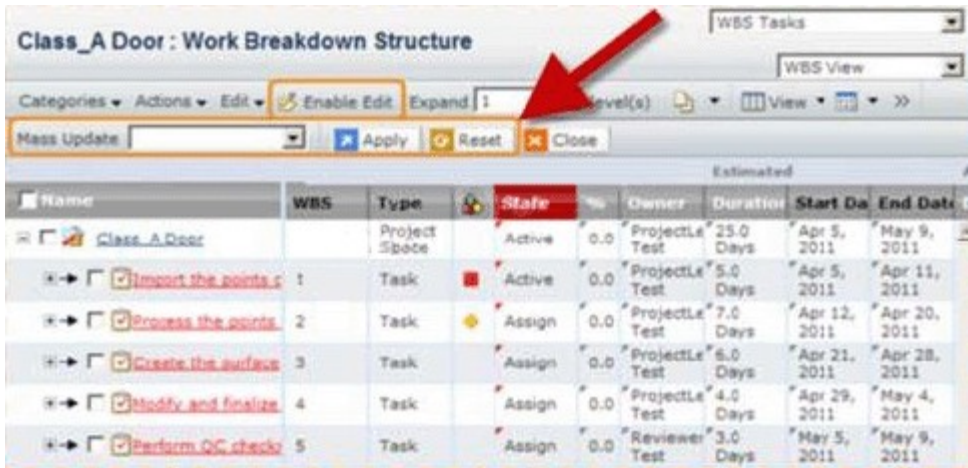 WBS Tasks
Class_A Door : Work Breakdown Structure
WBS View
Categories Actions Edit Enable Edit Expand 1 evel(s) View »
Mass Update Apply Reset Close
Estimated
Name WBS Type State % Owner Duration Start Da End Date
Class_A Door Project Space Active 0.0 ProjectLe Test 25.0 Days Apr 5, 2011 May 9, 2011
Import the points c 1 Task Active 0.0 ProjectLe Test 5.0 Days Apr 5, 2011 Apr 11, 2011
Process the points 2 Task Assign 0.0 ProjectLe Test 7.0 Days Apr 12, 2011 Apr 20, 2011
Create the surface 3 Task Assign 0.0 ProjectLe Test 6.0 Days Apr 21, 2011 Apr 28, 2011
Modify and finalize 4 Task Assign 0.0 ProjectLe Test 4.0 Days Apr 29, 2011 May 4, 2011
Perform QC checks 5 Task Assign 0.0 Reviewer Test 3.0 Days May 5, 2011 May 9, 2011